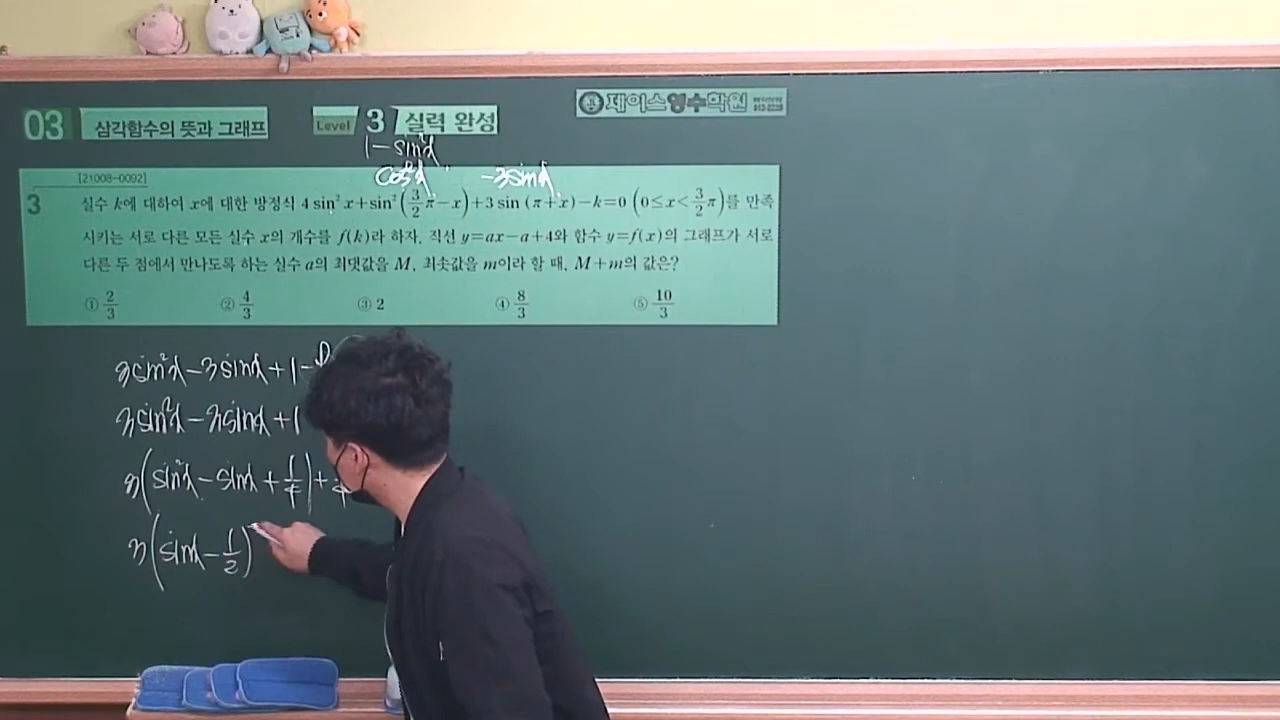 제이스영수학원
03 삼각함수의 뜻과 그래프 Level 3 실력 완성
1-sin²x
cos²x -3sinx
[21008-0092]
3 실수 k에 대하여 x에 대한 방정식 4 sin² x+sin²(3/2 π-x)+3 sin (π+x)-k=0 (0≤x<3/2 π)를 만족
시키는 서로 다른 모든 실수 x의 개수를 f(k)라 하자. 직선 y=ax-a+4와 함수 y=f(x)의 그래프가 서로
다른 두 점에서 만나도록 하는 실수 a의 최댓값을 M, 최솟값을 m이라 할 때, M+m의 값은?
① 2/3 ② 4/3 ③ 2 ④ 8/3 ⑤ 10/3
3sin²x-3sinx+1-
3sin²x-3sinx+1
3(sin²x-sinx+1/4)+
3(sinx-1/2)